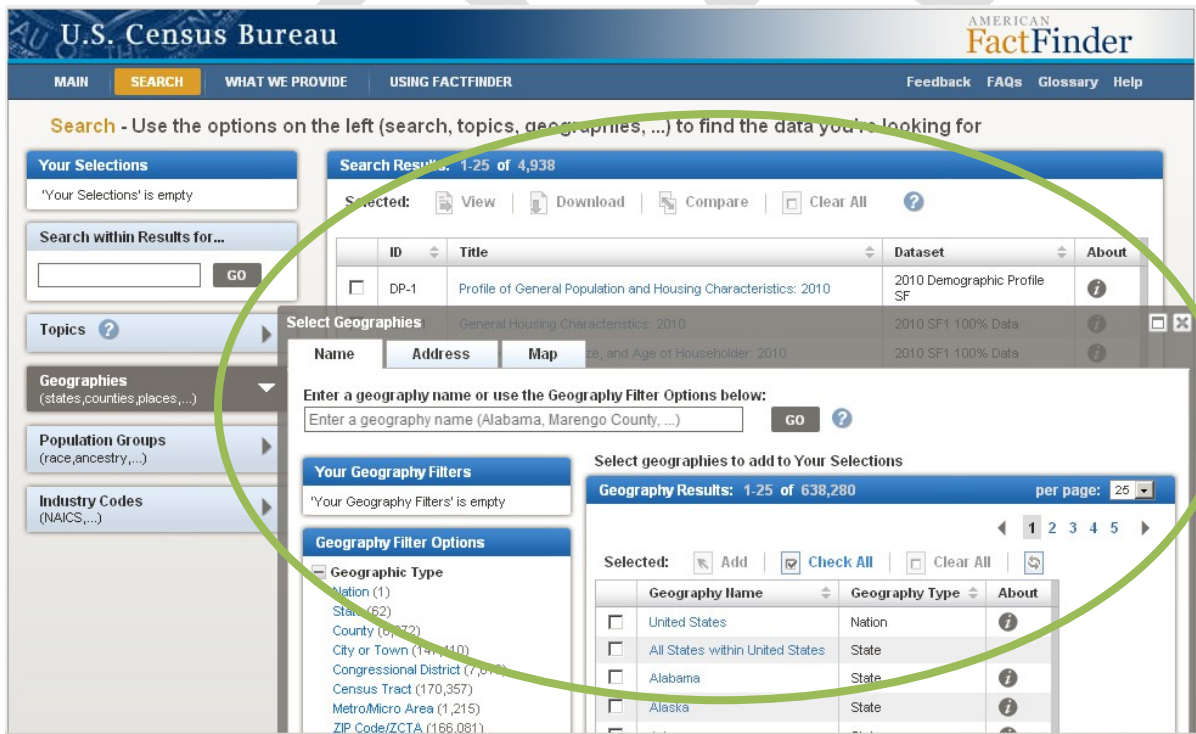 U.S. Census Bureau
AMERICAN
FactFinder
MAIN SEARCH WHAT WE PROVIDE USING FACTFINDER Feedback FAQs Glossary Help
Search - Use the options on the left (search, topics, geographies, ...) to find the data you're looking for
Your Selections
'Your Selections' is empty
Search within Results for...
GO
Topics ?
Geographies
(states,counties,places,...)
Population Groups
(race,ancestry,...)
Industry Codes
(NAICS,...)
Search Results: 1-25 of 4,938
Selected: View Download Compare Clear All ?
ID Title Dataset About
DP-1 Profile of General Population and Housing Characteristics: 2010 2010 Demographic Profile
SF
General Housing Characteristics: 2010 2010 SF1 100% Data
and Age of Householder: 2010 2010 SF1 100% Data
Select Geographies
Name Address Map
Enter a geography name or use the Geography Filter Options below:
Enter a geography name (Alabama, Marengo County, ...) GO ?
Your Geography Filters
'Your Geography Filters' is empty
Geography Filter Options
Geographic Type
Nation (1)
State (62)
County
City or Town
Congressional District
Census Tract (170,357)
Metro/Micro Area (1,215)
ZIP Code/ZCTA (166,081)
Select geographies to add to Your Selections
Geography Results: 1-25 of 638,280 per page: 25
1 2 3 4 5
Selected: Add Check All Clear All
Geography Name Geography Type About
United States Nation
All States within United States State
Alabama State
Alaska State